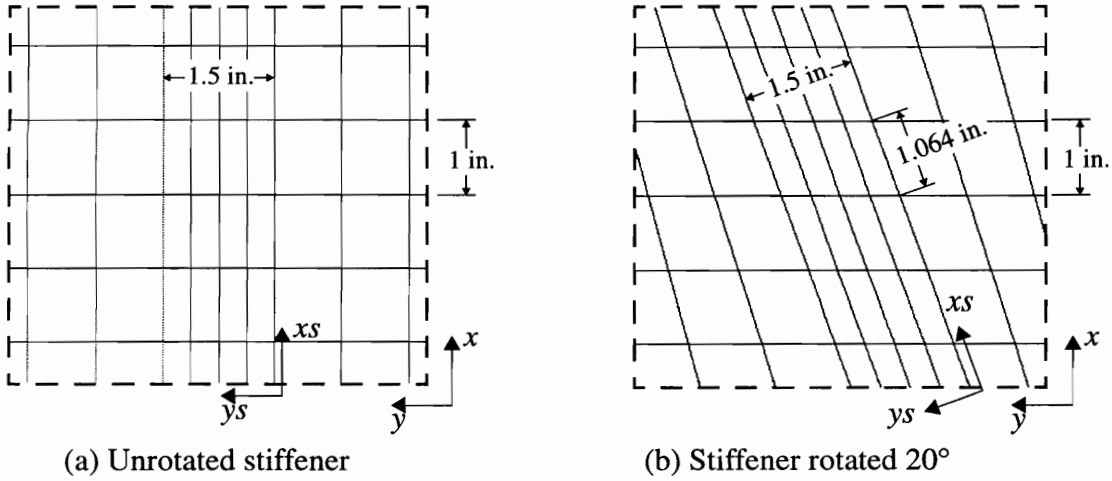 1.5 in.
1 in.
xs
x
ys
y
(a) Unrotated stiffener
1.5 in.
1.064 in.
1 in.
xs
x
ys
y
(b) Stiffener rotated 20°